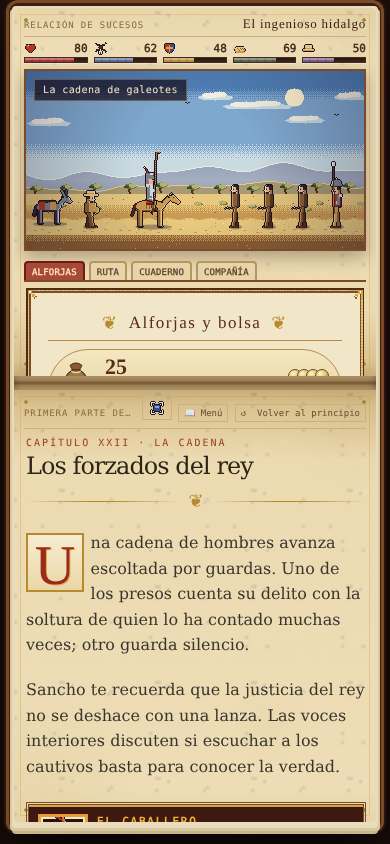 RELACIÓN DE SUCESOS
El ingenioso hidalgo
80 62 48 69 50
La cadena de galeotes
ALFORJAS RUTA CUADERNO COMPAÑÍA
Alforjas y bolsa
25
PRIMERA PARTE DE… Menú Volver al principio
CAPÍTULO XXII · LA CADENA
Los forzados del rey
Una cadena de hombres avanza
escoltada por guardas. Uno de
los presos cuenta su delito con la
soltura de quien lo ha contado muchas
veces; otro guarda silencio.
Sancho te recuerda que la justicia del rey
no se deshace con una lanza. Las voces
interiores discuten si escuchar a los
cautivos basta para conocer la verdad.
EL CABALLERO